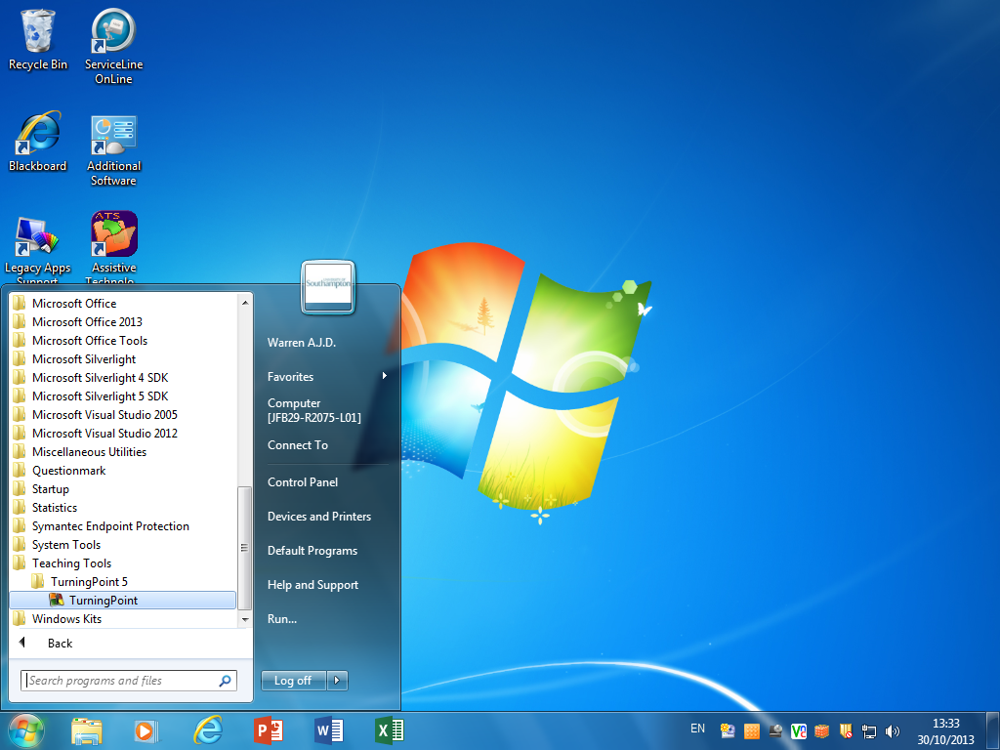 Recycle Bin
ServiceLine
OnLine
Blackboard
Additional
Software
Legacy Apps
Support
ATS
Assistive
Technolo...
Microsoft Office
Microsoft Office 2013
Microsoft Office Tools
Microsoft Silverlight
Microsoft Silverlight 4 SDK
Microsoft Silverlight 5 SDK
Microsoft Visual Studio 2005
Microsoft Visual Studio 2012
Miscellaneous Utilities
Questionmark
Startup
Statistics
Symantec Endpoint Protection
System Tools
Teaching Tools
TurningPoint 5
TurningPoint
Windows Kits
Back
Search programs and files
Southampton
Warren A.J.D.
Favorites
Computer
[JFB29-R2075-L01]
Connect To
Control Panel
Devices and Printers
Default Programs
Help and Support
Run...
Log off
EN
13:33
30/10/2013